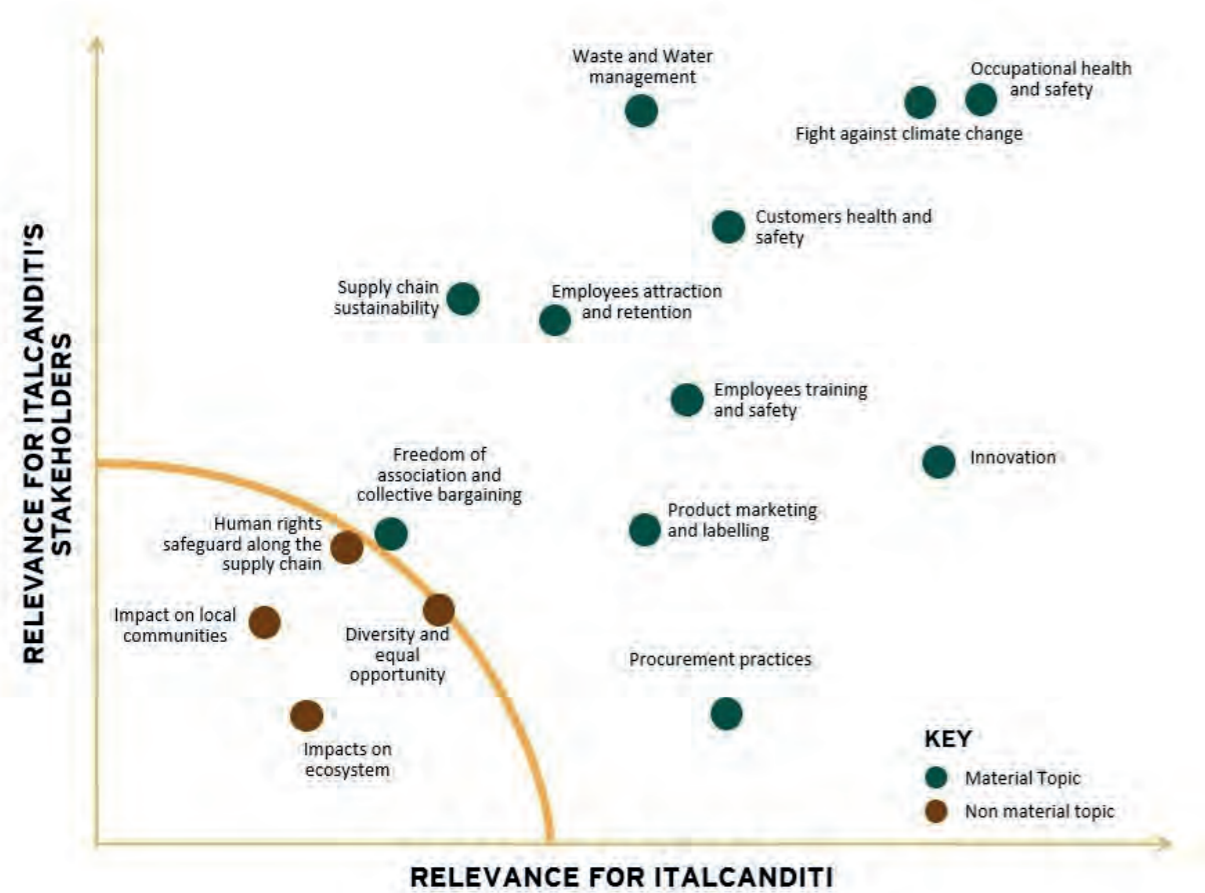 Waste and Water
management
Occupational health
and safety
Fight against climate change
Customers health and
safety
Supply chain
sustainability
Employees attraction
and retention
Employees training
and safety
Innovation
Freedom of
association and
collective bargaining
Human rights
safeguard along the
supply chain
Product marketing
and labelling
Impact on local
communities
Diversity and
equal
opportunity
Procurement practices
Impacts on
ecosystem
KEY
Material Topic
Non material topic
RELEVANCE FOR ITALCANDITI'S
STAKEHOLDERS
RELEVANCE FOR ITALCANDITI